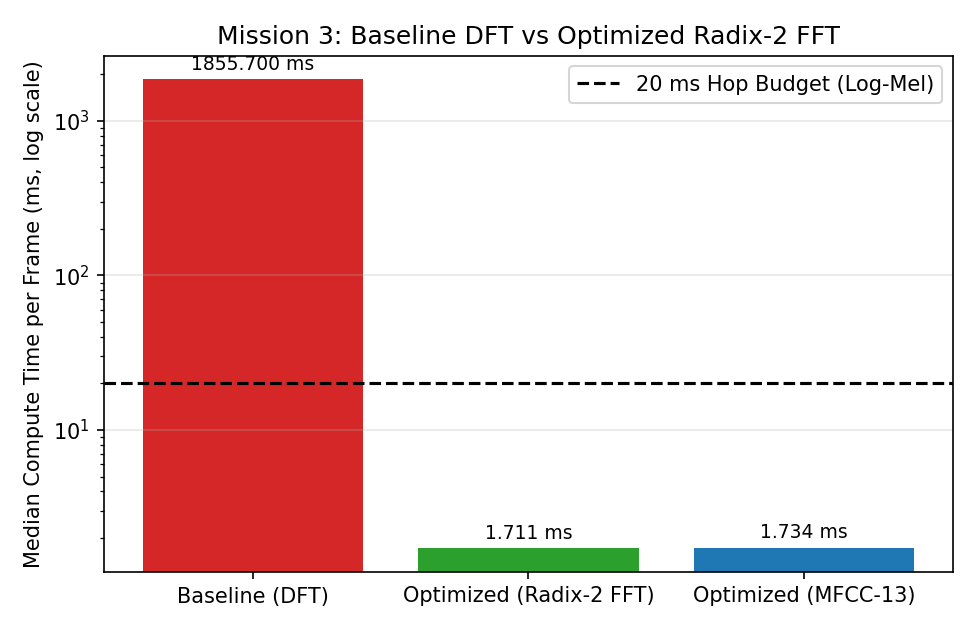 Mission 3: Baseline DFT vs Optimized Radix-2 FFT
1855.700 ms
20 ms Hop Budget (Log-Mel)
Median Compute Time per Frame (ms, log scale)
10³
10²
10¹
1.711 ms
1.734 ms
Baseline (DFT)
Optimized (Radix-2 FFT)
Optimized (MFCC-13)